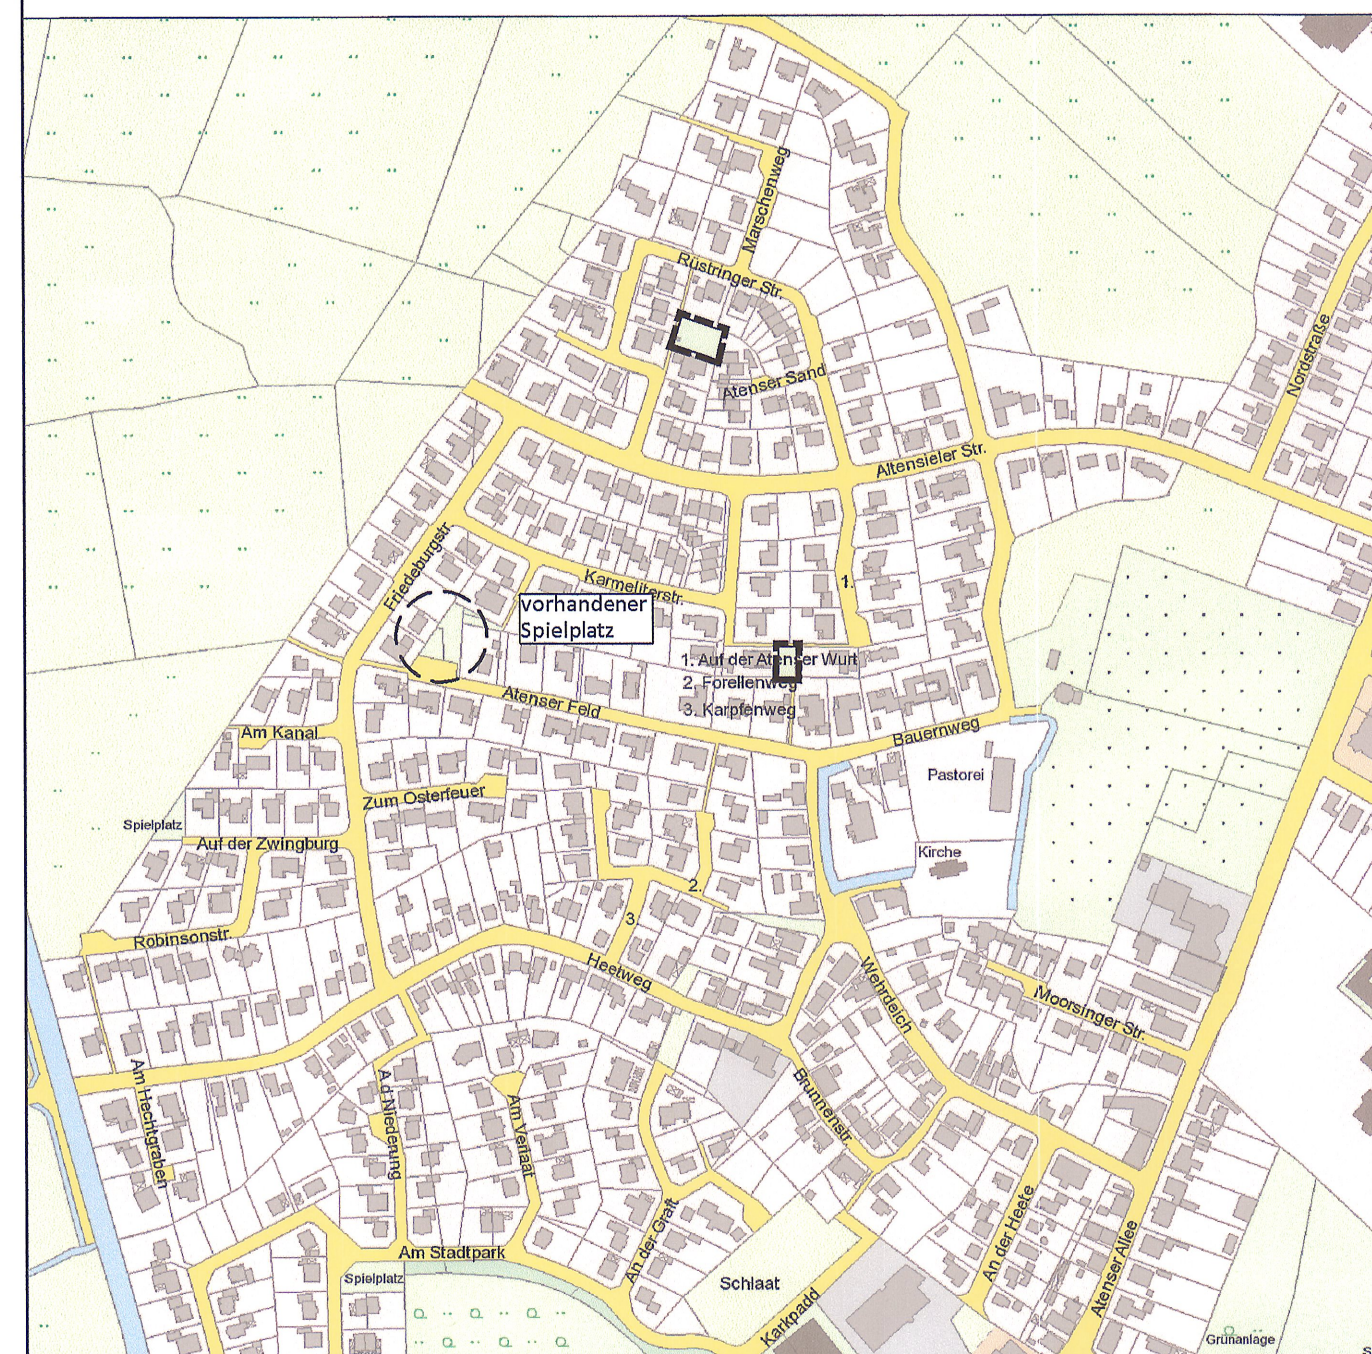 Marschenweg
Rüstringer Str.
Nordstraße
Atenser Sand
Altensieler Str.
Friedeburgstr.
Karmeliterstr.
1.
vorhandener
Spielplatz
1. Auf der Atenser Wurt
2. Forellenweg
3. Karpfenweg
Atenser Feld
Bauernweg
Am Kanal
Pastorei
Zum Osterfeuer
Spielplatz
Auf der Zwingburg
Kirche
2.
3.
Robinsonstr.
Heetweg
Wehrdeich
Moorsinger Str.
Am Hechtgraben
A.d Niederung
Am Verlaat
Brunnenstr.
An der Graft
An der Heete
Atenser Allee
Am Stadtpark
Spielplatz
Schlaat
Karkpadd
Grünanlage